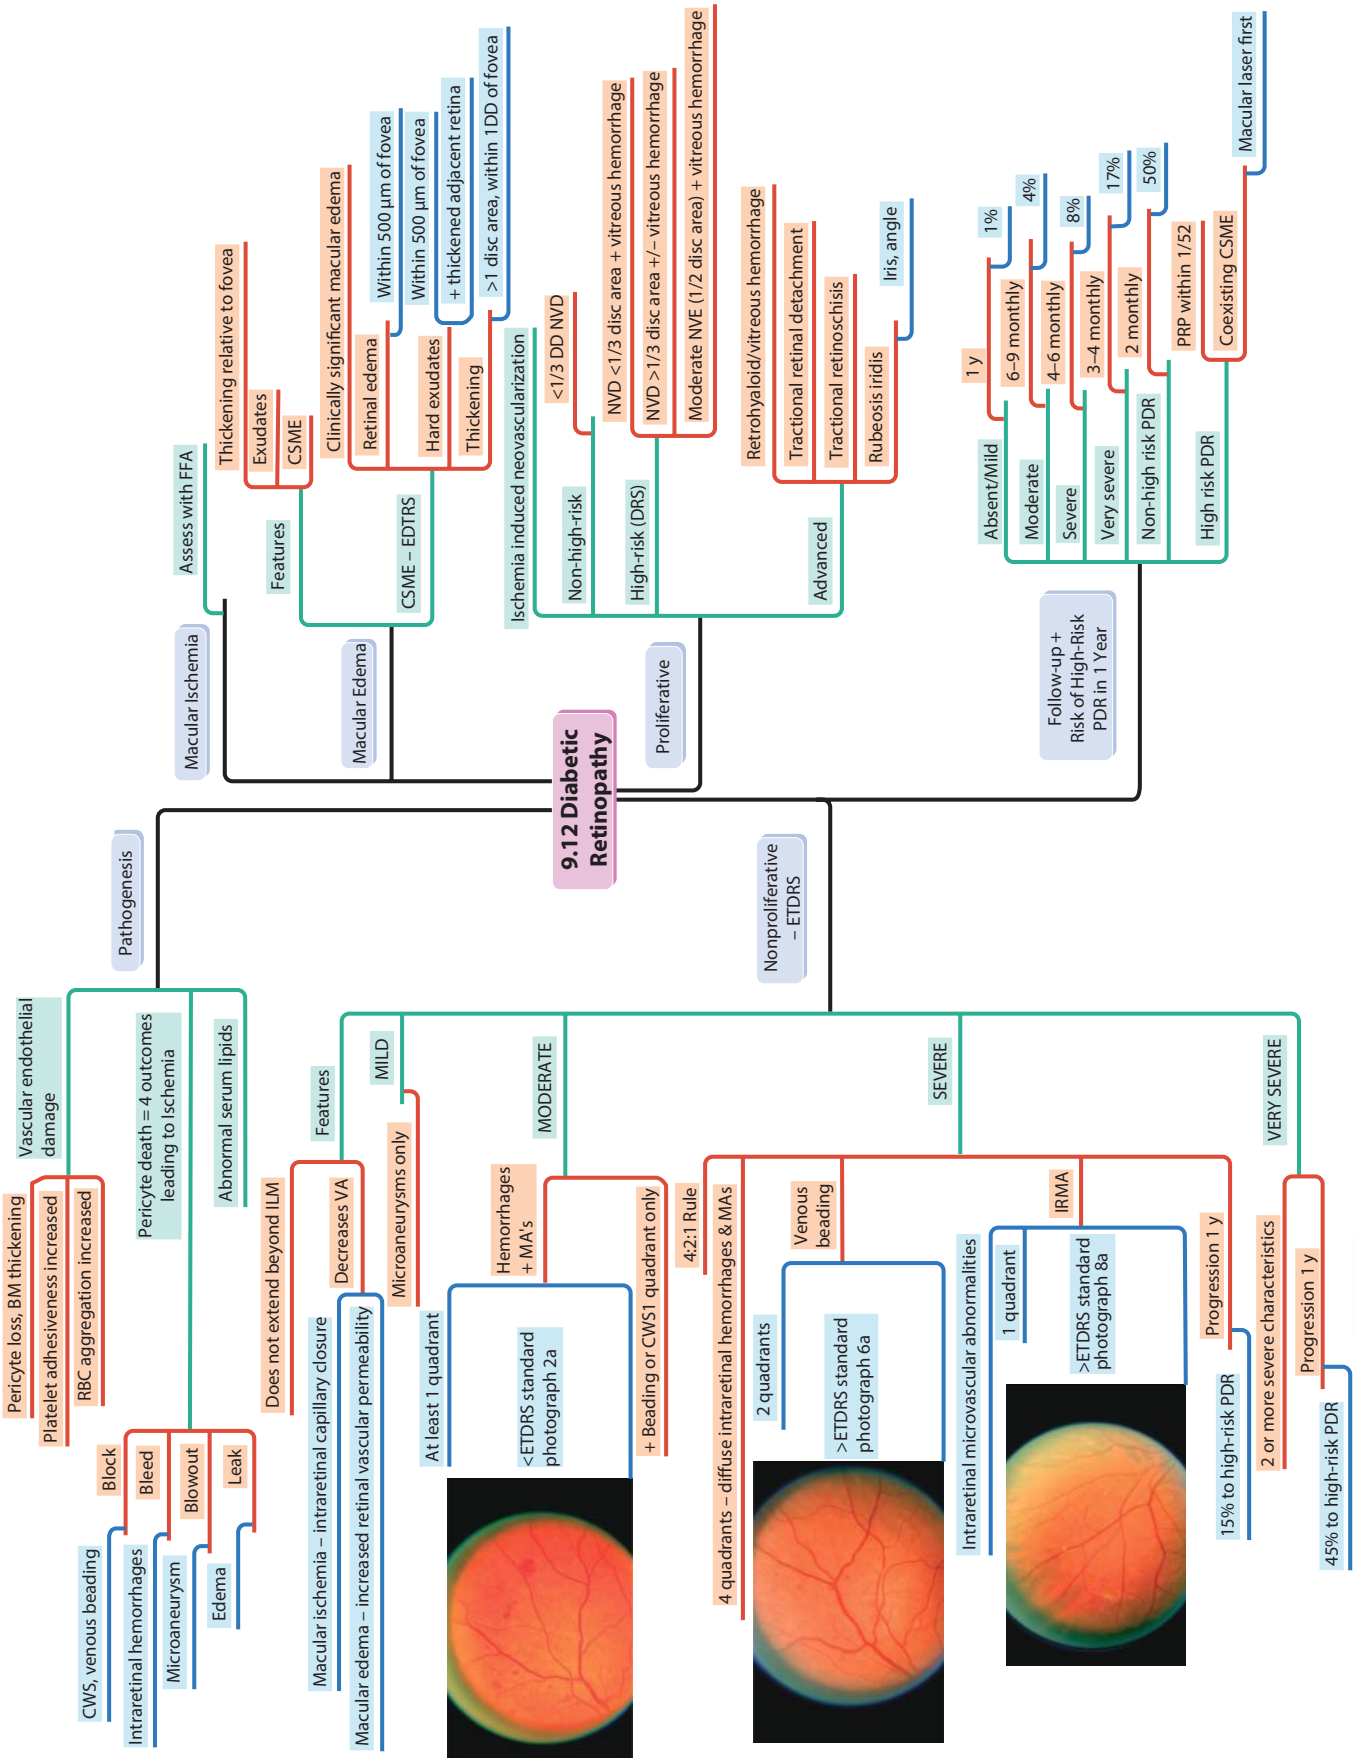 9.12 Diabetic
Retinopathy
Pathogenesis
Vascular endothelial
damage
Pericyte loss, BM thickening
Platelet adhesiveness increased
RBC aggregation increased
Pericyte death = 4 outcomes
leading to Ischemia
Block
CWS, venous beading
Bleed
Intraretinal hemorrhages
Blowout
Microaneurysm
Leak
Edema
Abnormal serum lipids
Nonproliferative
– ETDRS
Features
Does not extend beyond ILM
Decreases VA
Macular ischemia – intraretinal capillary closure
Macular edema – increased retinal vascular permeability
MILD
Microaneurysms only
MODERATE
Hemorrhages
+ MA's
At least 1 quadrant
<ETDRS standard
photograph 2a
+ Beading or CWS1 quadrant only
SEVERE
4:2:1 Rule
4 quadrants – diffuse intraretinal hemorrhages & MAs
Venous
beading
2 quadrants
>ETDRS standard
photograph 6a
IRMA
Intraretinal microvascular abnormalities
1 quadrant
>ETDRS standard
photograph 8a
Progression 1 y
15% to high-risk PDR
VERY SEVERE
2 or more severe characteristics
Progression 1 y
45% to high-risk PDR
Macular Ischemia
Assess with FFA
Macular Edema
Features
Thickening relative to fovea
Exudates
CSME
CSME – EDTRS
Clinically significant macular edema
Retinal edema
Within 500 μm of fovea
Hard exudates
Within 500 μm of fovea
+ thickened adjacent retina
Thickening
>1 disc area, within 1DD of fovea
Proliferative
Ischemia induced neovascularization
Non-high-risk
<1/3 DD NVD
High-risk (DRS)
NVD <1/3 disc area + vitreous hemorrhage
NVD >1/3 disc area +/– vitreous hemorrhage
Moderate NVE (1/2 disc area) + vitreous hemorrhage
Advanced
Retrohyaloid/vitreous hemorrhage
Tractional retinal detachment
Tractional retinoschisis
Rubeosis iridis
Iris, angle
Follow-up +
Risk of High-Risk
PDR in 1 Year
Absent/Mild
1 y
1%
Moderate
6–9 monthly
4%
Severe
4–6 monthly
8%
Very severe
3–4 monthly
17%
Non-high risk PDR
2 monthly
50%
High risk PDR
PRP within 1/52
Coexisting CSME
Macular laser first